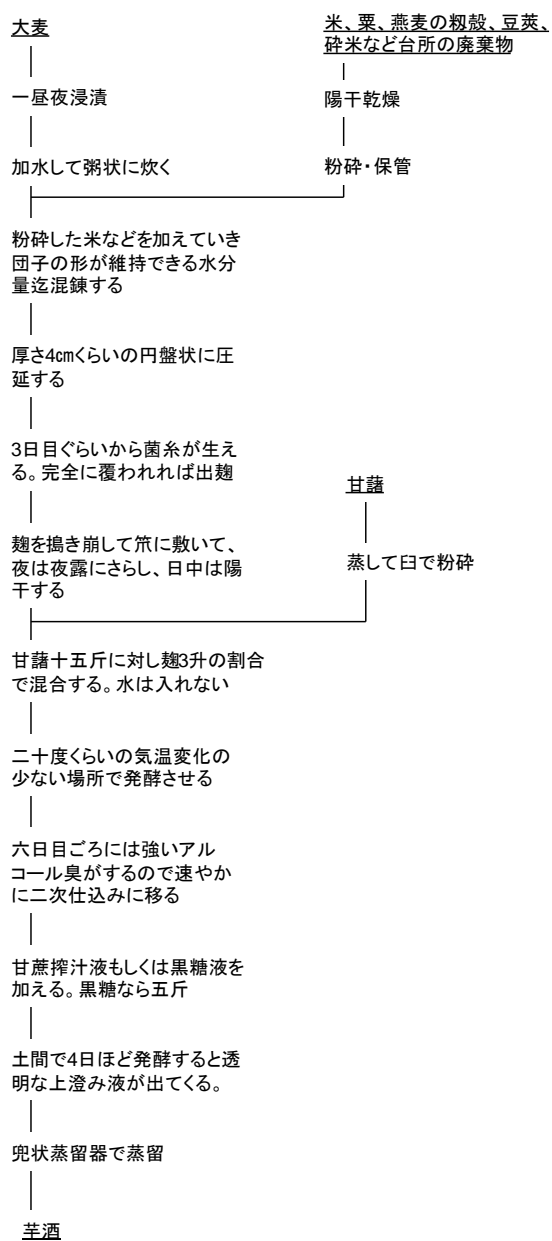 大麦
米、粟、燕麦の籾殻、豆莢、
砕米など台所の廃棄物
一昼夜浸漬
陽干乾燥
加水して粥状に炊く
粉砕・保管
粉砕した米などを加えていき
団子の形が維持できる水分
量迄混錬する
厚さ4㎝くらいの円盤状に圧
延する
3日目ぐらいから菌糸が生え
る。完全に覆われれば出麹
甘藷
麹を搗き崩して笊に敷いて、
夜は夜露にさらし、日中は陽
干する
蒸して臼で粉砕
甘藷十五斤に対し麹3升の割合
で混合する。水は入れない
二十度くらいの気温変化の
少ない場所で発酵させる
六日目ごろには強いアル
コール臭がするので速やか
に二次仕込みに移る
甘蔗搾汁液もしくは黒糖液を
加える。黒糖なら五斤
土間で4日ほど発酵すると透
明な上澄み液が出てくる。
兜状蒸留器で蒸留
芋酒